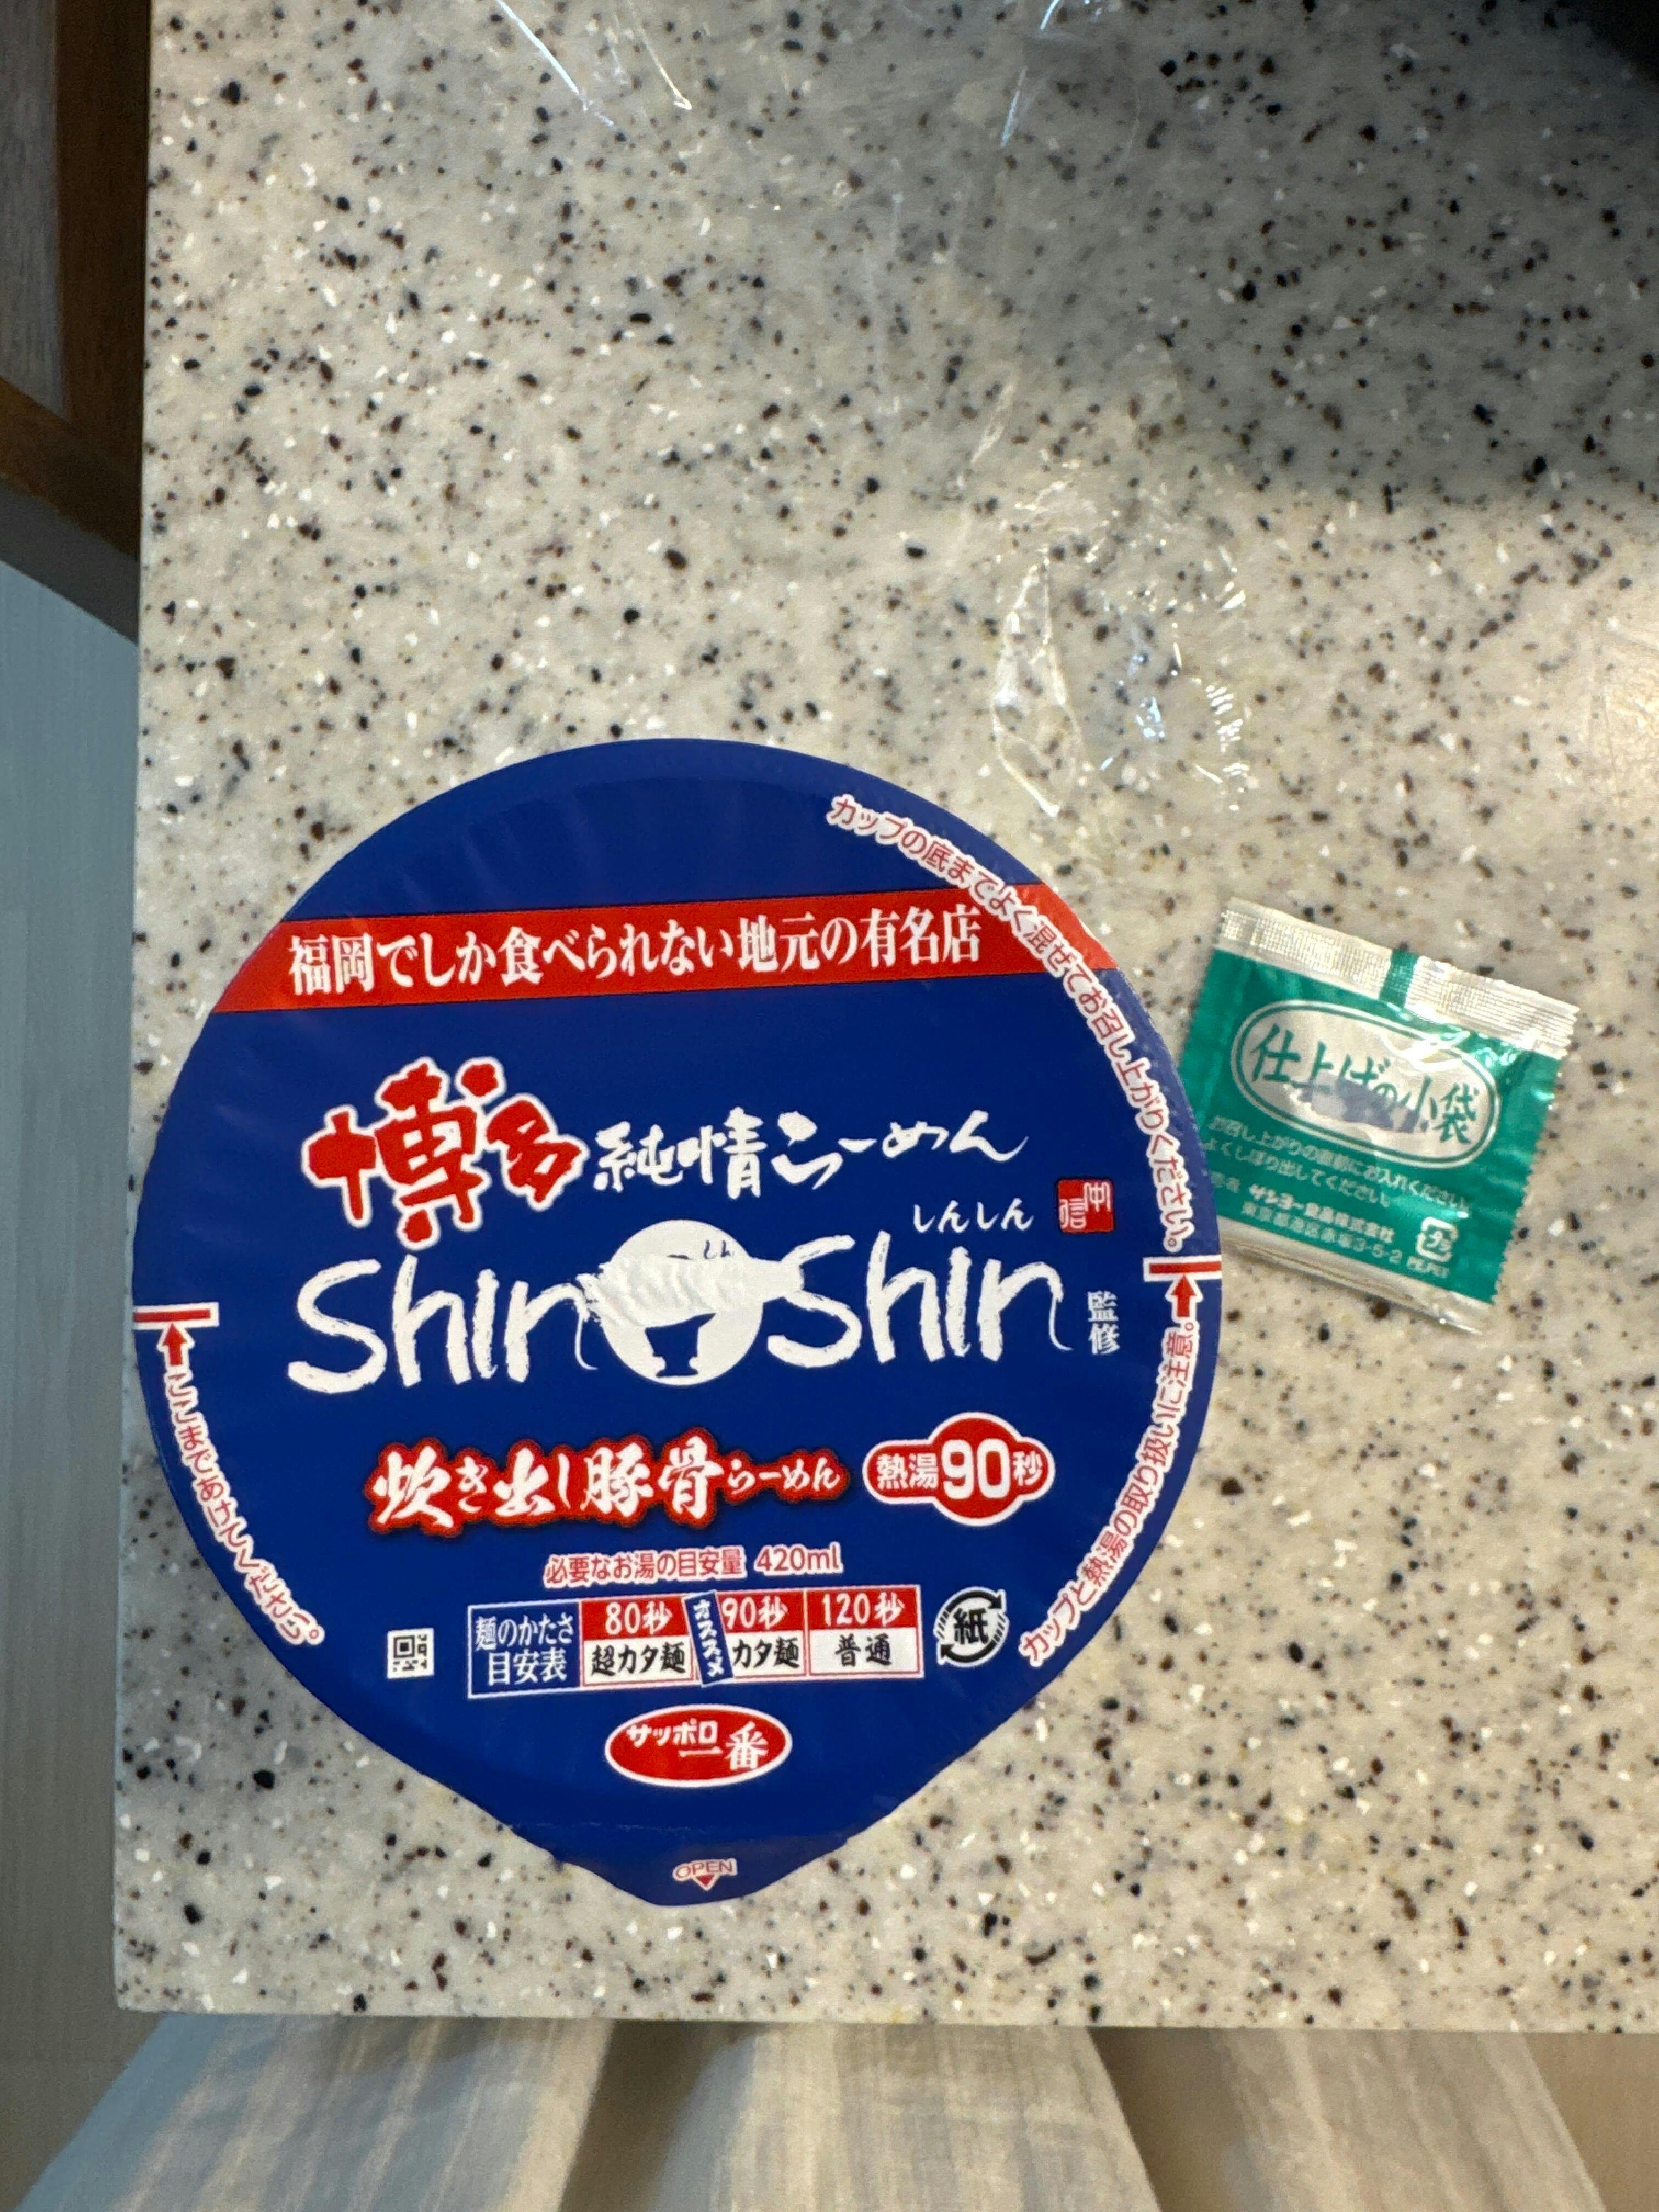 福岡でしか食べられない地元の有名店
カップの底までよく混ぜてお召し上がりください。
博多純情らーめん
しんしん
ShinShin
監修
炊き出し豚骨らーめん
熱湯90秒
必要なお湯の目安量 420ml
麺のかたさ目安表
80秒 超カタ麺
オススメ
90秒 カタ麺
120秒 普通
紙
サッポロ一番
OPEN
ここまであけてください。
カップと熱湯の取り扱いに注意。
仕上げの小袋
お召し上がりの直前にお入れください。
よくしぼり出してください。
サンヨー食品株式会社
東京都港区赤坂3-5-2
プラ
PE,PET